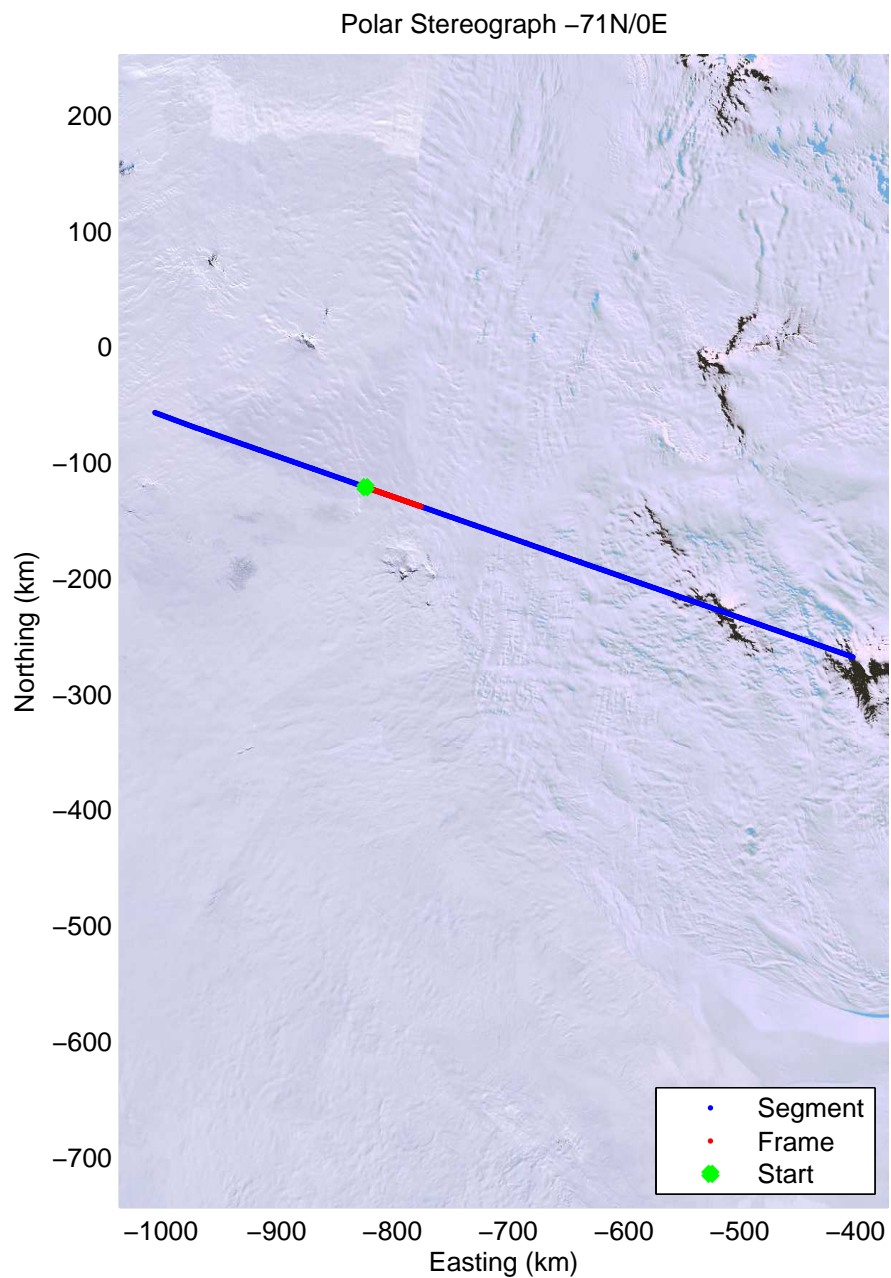 Polar Stereograph −71N/0E
200
100
0
−100
−200
−300
−400
−500
−600
−700
Northing (km)
−1000 −900 −800 −700 −600 −500 −400
Easting (km)
Segment
Frame
Start